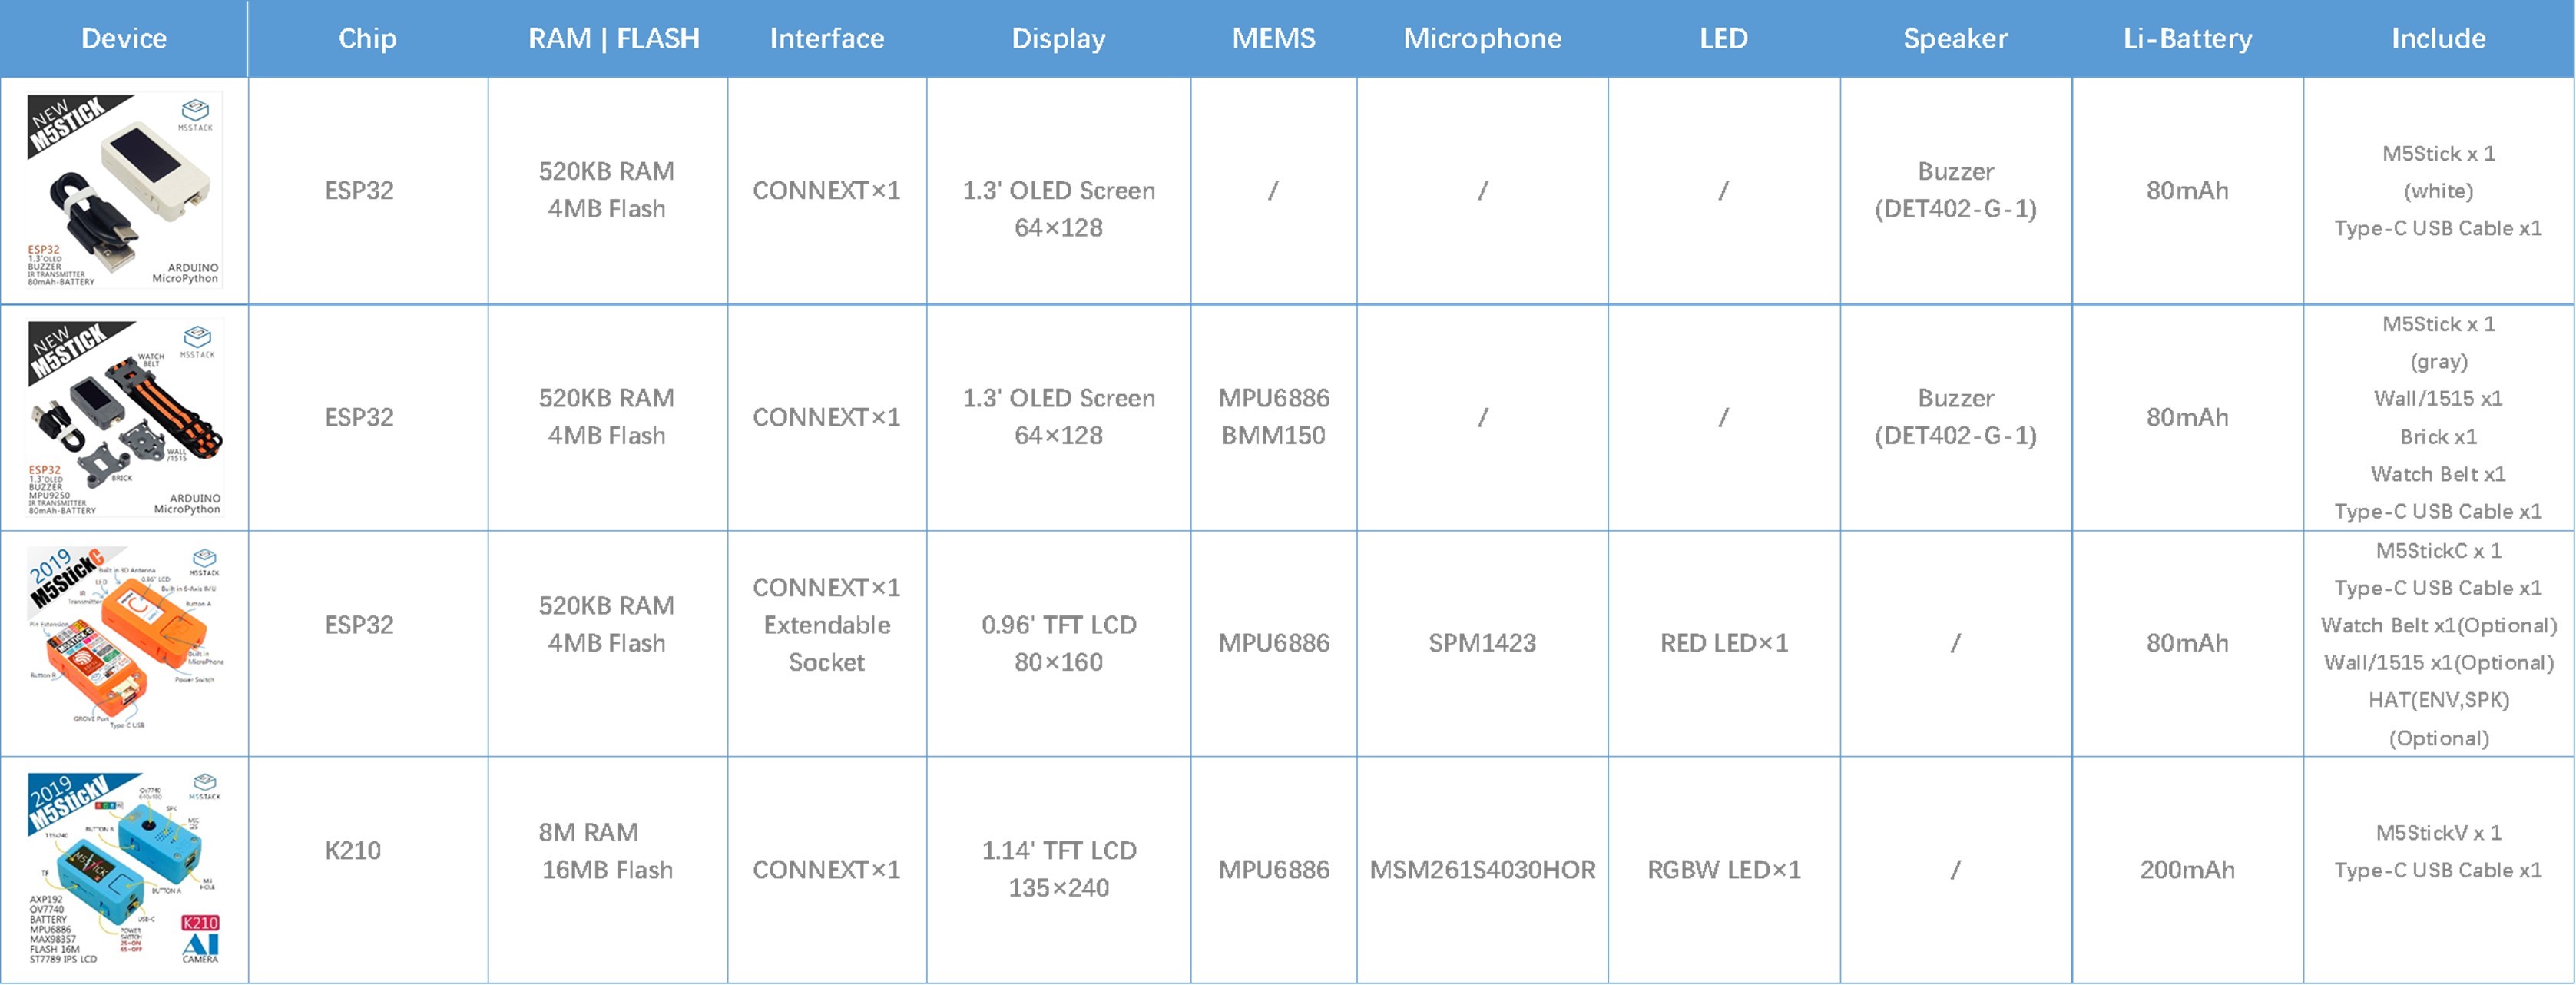 Device Chip RAM | FLASH Interface Display MEMS Microphone LED Speaker Li-Battery Include
NEW
M5STICK
M5STACK
ESP32
1.3'OLED
BUZZER
IR TRANSMITTER
80mAh-BATTERY
ARDUINO
MicroPython
ESP32
520KB RAM
4MB Flash
CONNEXT×1
1.3' OLED Screen
64×128
/
/
/
Buzzer
(DET402-G-1)
80mAh
M5Stick x 1
(white)
Type-C USB Cable x1
NEW
M5STICK
M5STACK
WATCH
BELT
WALL
/1515
BRICK
ESP32
1.3'OLED
BUZZER
MPU9250
IR TRANSMITTER
80mAh-BATTERY
ARDUINO
MicroPython
ESP32
520KB RAM
4MB Flash
CONNEXT×1
1.3' OLED Screen
64×128
MPU6886
BMM150
/
/
Buzzer
(DET402-G-1)
80mAh
M5Stick x 1
(gray)
Wall/1515 x1
Brick x1
Watch Belt x1
Type-C USB Cable x1
2019
M5StickC
M5STACK
Built in 3D Antenna
LED
0.96" LCD
IR
Transmitter
Built in 6-Axis IMU
Button A
Pin Extension
Built in
MicroPhone
Button B
Power Switch
GROVE Port
Type C USB
ESP32
520KB RAM
4MB Flash
CONNEXT×1
Extendable
Socket
0.96' TFT LCD
80×160
MPU6886
SPM1423
RED LED×1
/
80mAh
M5StickC x 1
Type-C USB Cable x1
Watch Belt x1(Optional)
Wall/1515 x1(Optional)
HAT(ENV,SPK)
(Optional)
2019
M5StickV
M5STACK
OV7740
SPK
MIC
BUTTON B
TF
BUTTON A
HOLE
USB-C
POWER
SWITCH
AXP192
OV7740
BATTERY
MPU6886
MAX98357
FLASH 16M
ST7789 IPS LCD
K210
AI
CAMERA
K210
8M RAM
16MB Flash
CONNEXT×1
1.14' TFT LCD
135×240
MPU6886
MSM261S4030HOR
RGBW LED×1
/
200mAh
M5StickV x 1
Type-C USB Cable x1